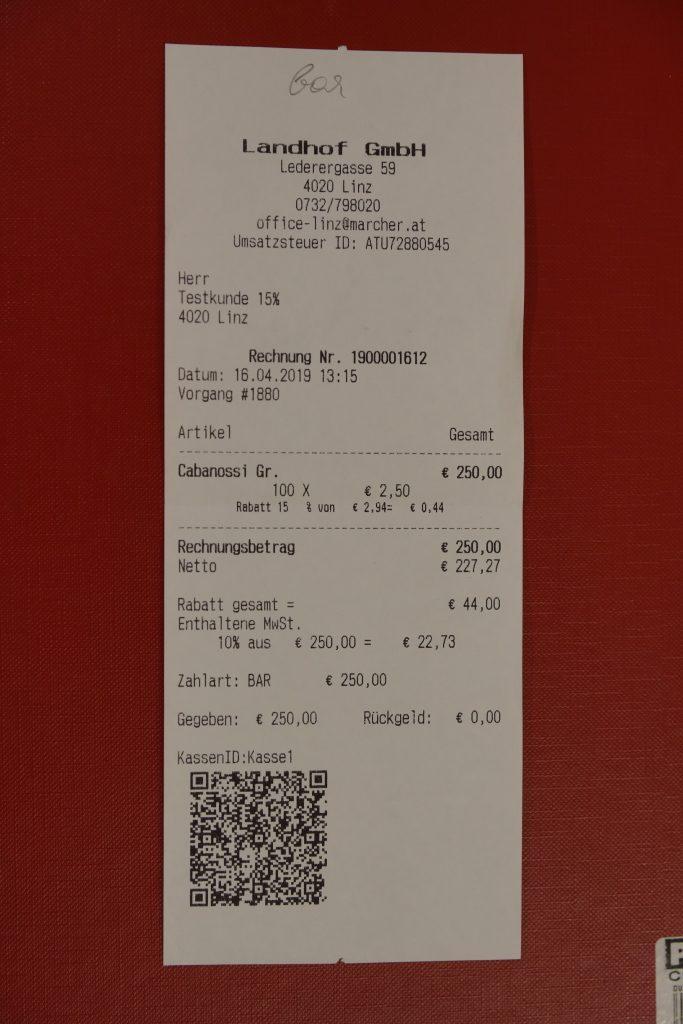 bar
Landhof GmbH
Lederergasse 59
4020 Linz
0732/798020
office-linz@marcher.at
Umsatzsteuer ID: ATU72880545
Herr
Testkunde 15%
4020 Linz
Rechnung Nr. 1900001612
Datum: 16.04.2019 13:15
Vorgang #1880
Artikel Gesamt
Cabanossi Gr. € 250,00
100 X € 2,50
Rabatt 15 % von € 2,94= € 0,44
Rechnungsbetrag € 250,00
Netto € 227,27
Rabatt gesamt = € 44,00
Enthaltene MwSt.
10% aus € 250,00 = € 22,73
Zahlart: BAR € 250,00
Gegeben: € 250,00 Rückgeld: € 0,00
KassenID:Kasse1